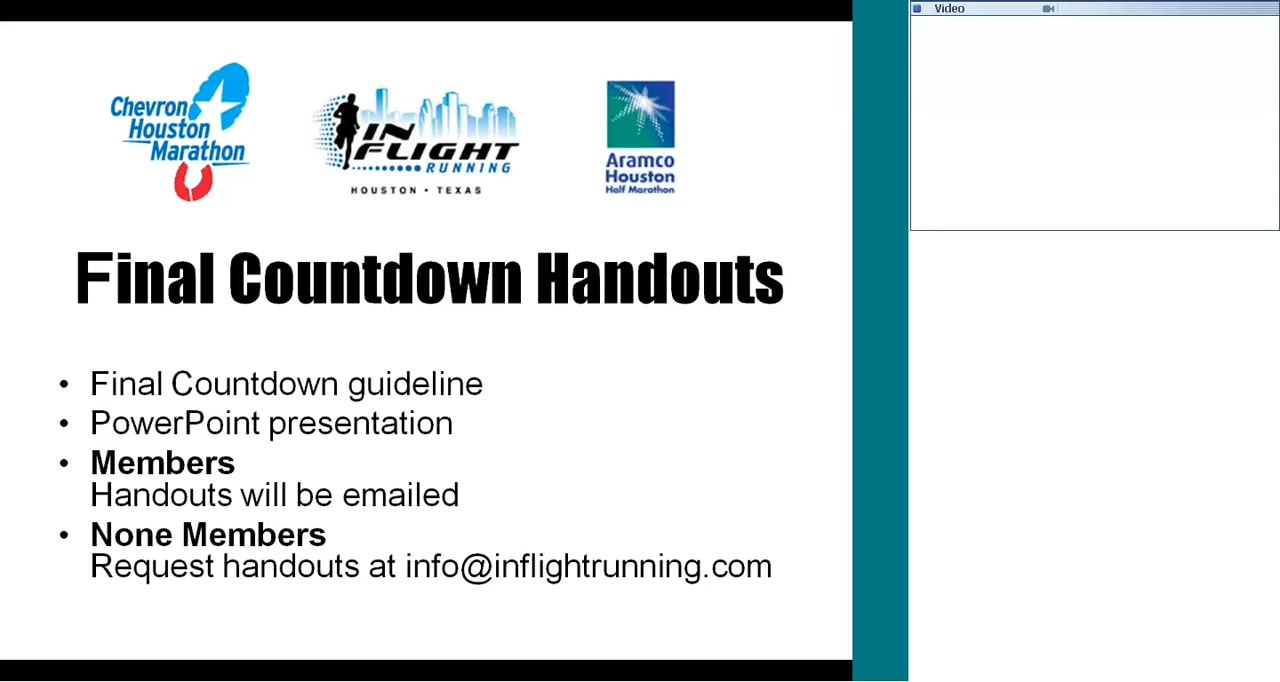 Video
Chevron
Houston
Marathon
IN
FLIGHT
RUNNING
HOUSTON • TEXAS
Aramco
Houston
Half Marathon
Final Countdown Handouts
• Final Countdown guideline
• PowerPoint presentation
• Members
Handouts will be emailed
• None Members
Request handouts at info@inflightrunning.com